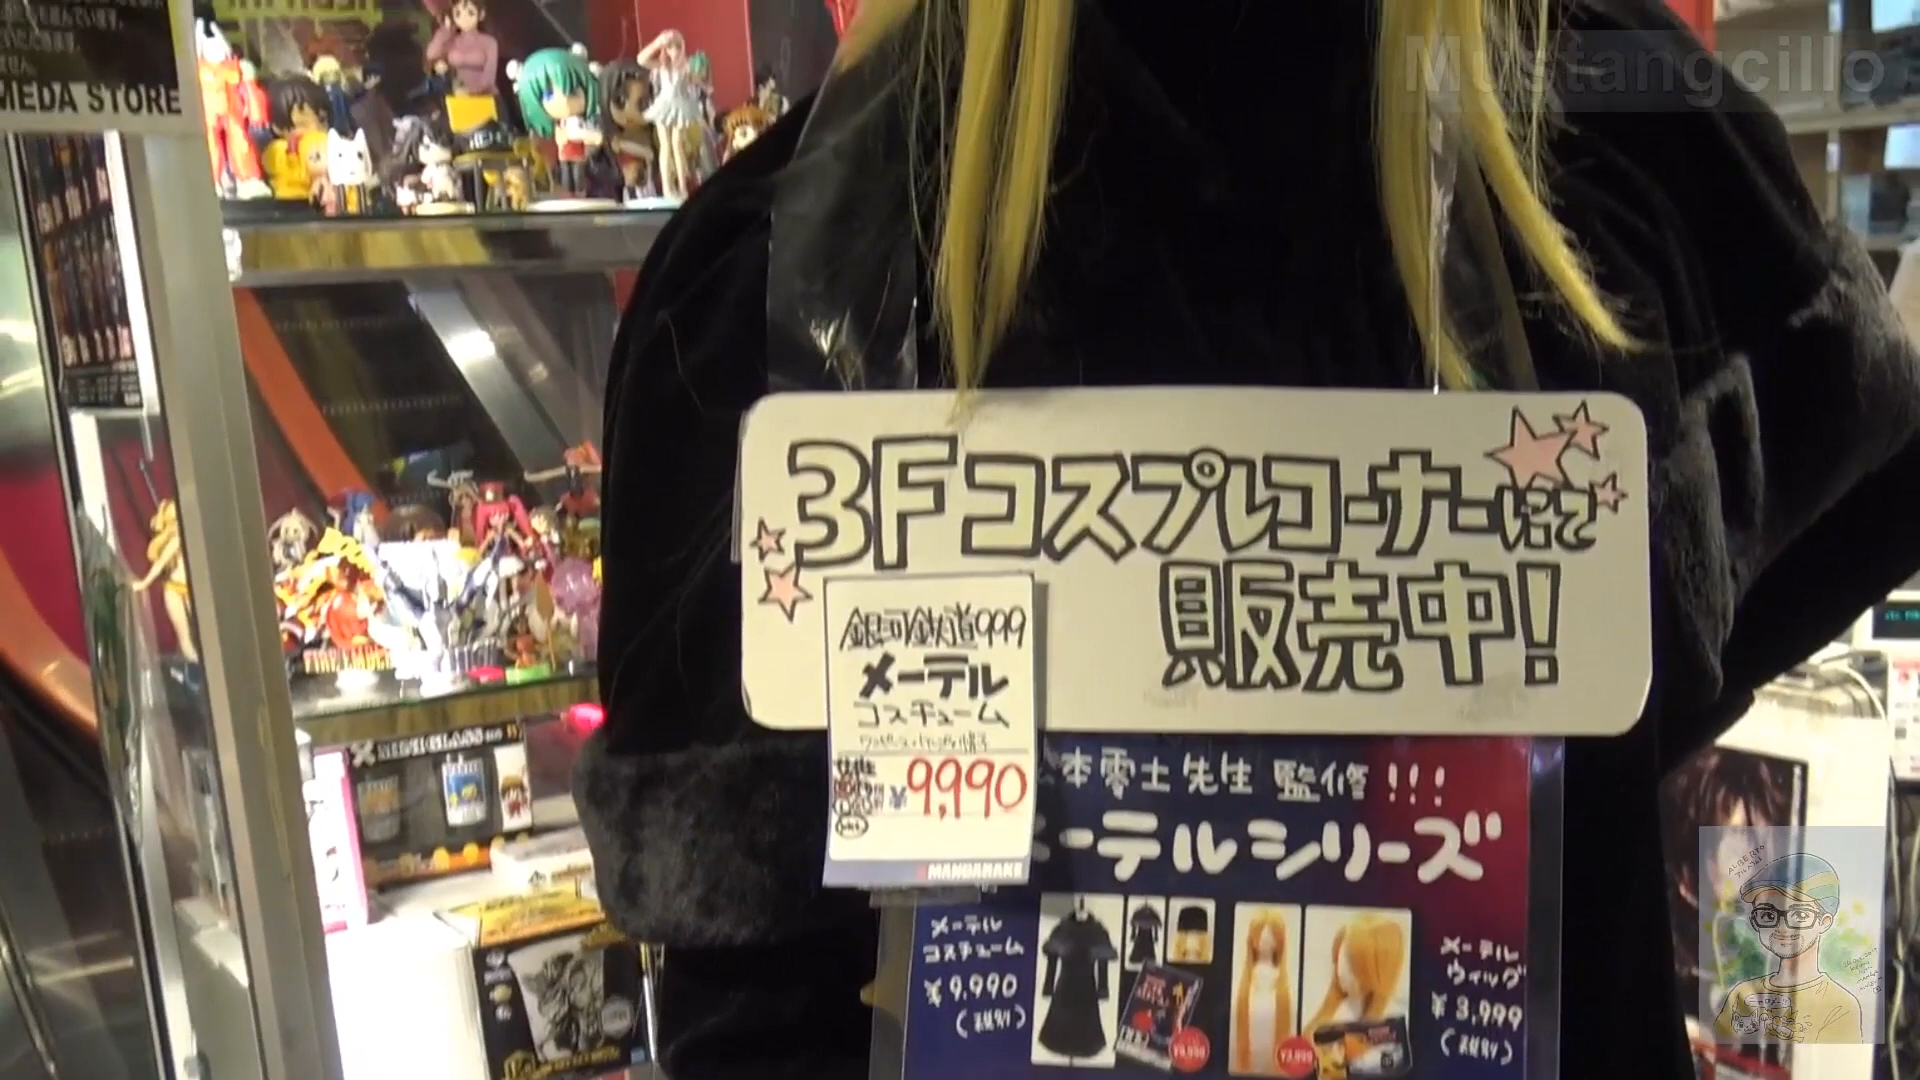 MEDA STORE
Mustangcillo
3Fコスプレコーナーにて
販売中!
銀河鉄道999
メーテル
コスチューム
¥9,990
MANDARAKE
本零士先生 監修!!!
ーテルシリーズ
メーテル
コスチューム
¥9,990
(税別)
メーテル
ウィッグ
¥3,999
(税別)
ALBERTO